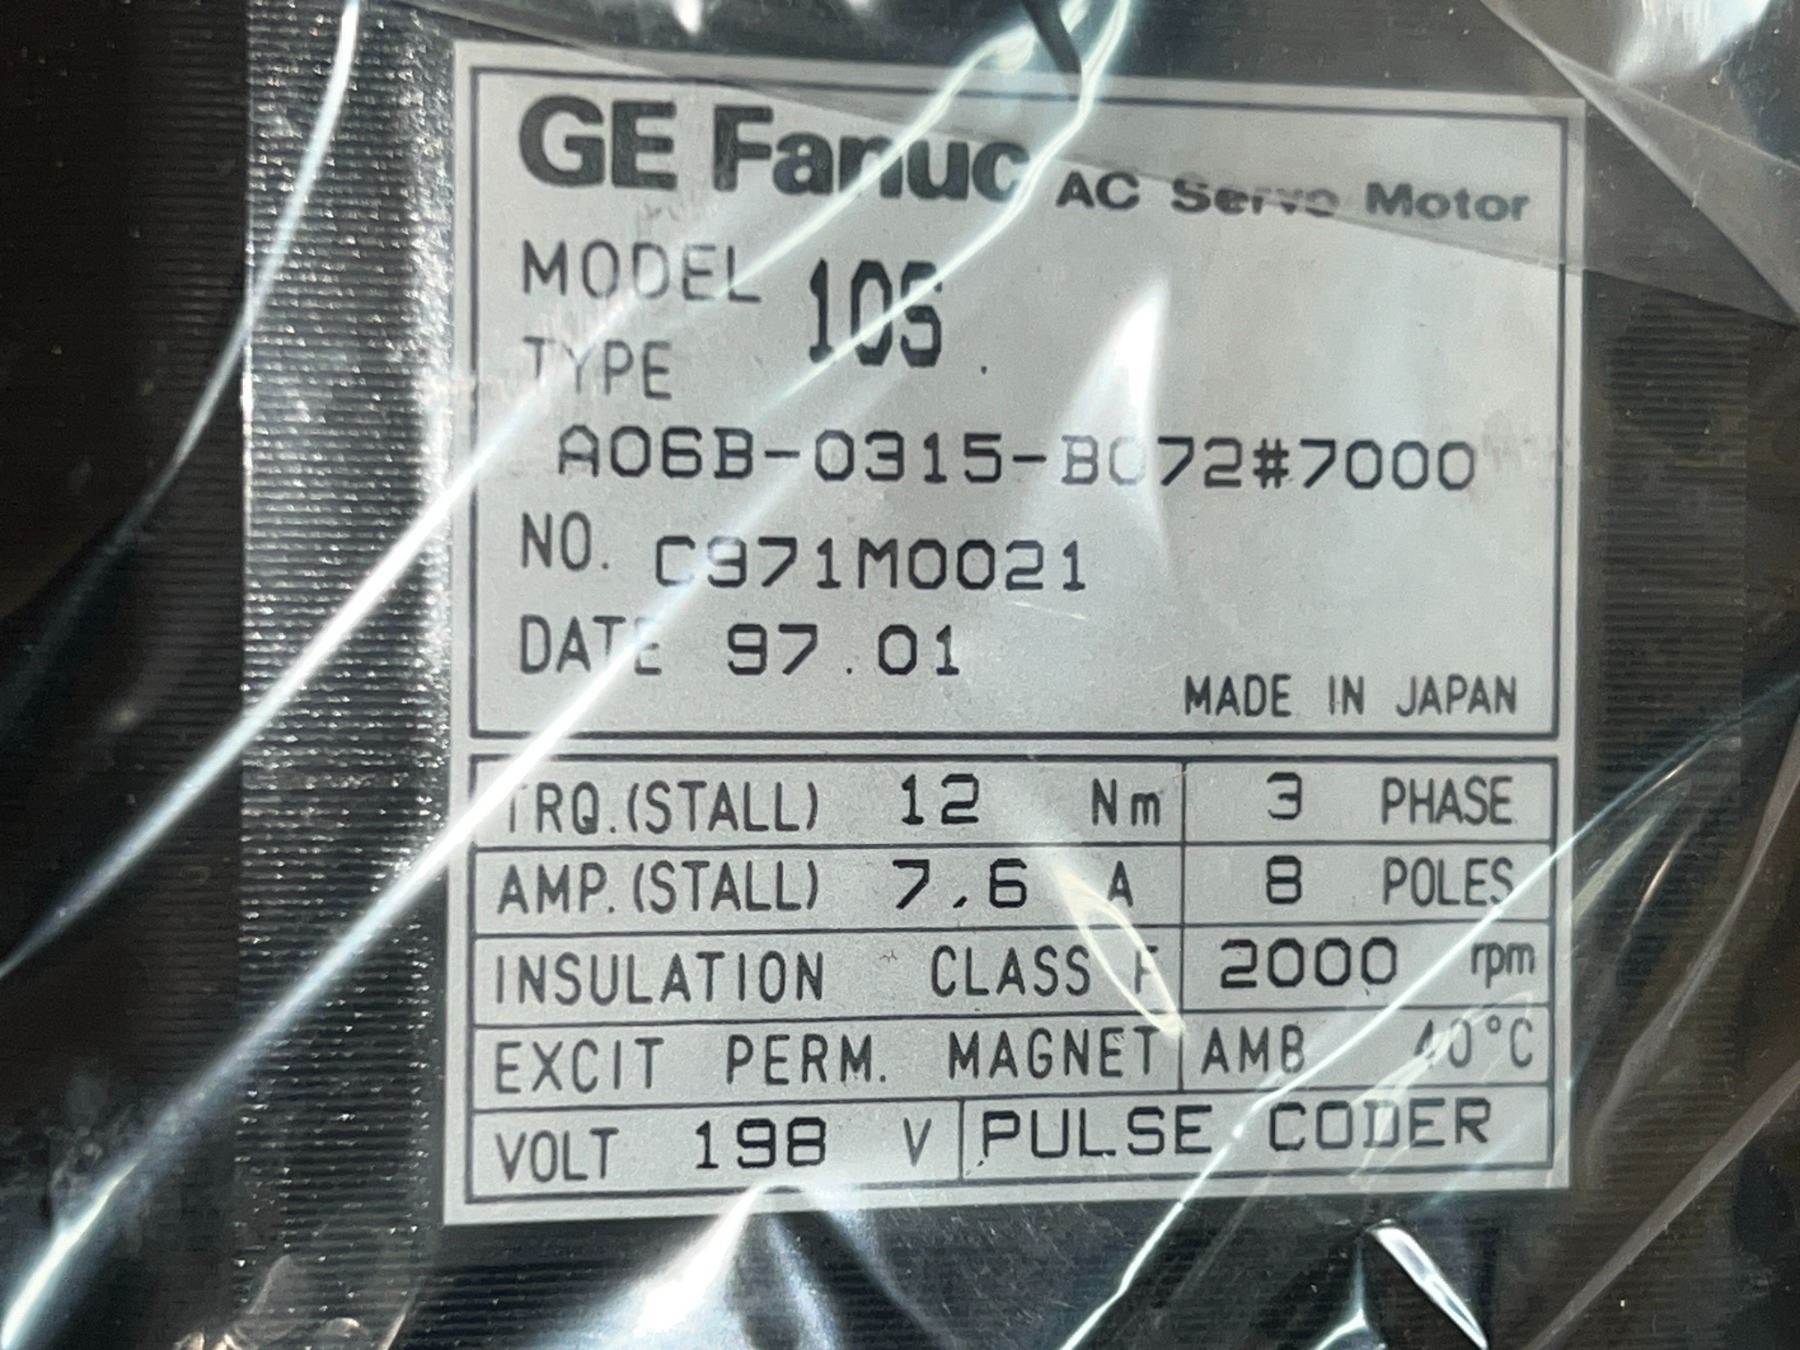 GE Fanuc AC Servo Motor
MODEL 10S
TYPE
A06B-0315-B072#7000
NO. C971M0021
DATE 97.01
MADE IN JAPAN
TRQ.(STALL) 12 Nm 3 PHASE
AMP.(STALL) 7.6 A 8 POLES
INSULATION CLASS F 2000 rpm
EXCIT PERM. MAGNET AMB 40°C
VOLT 198 V PULSE CODER